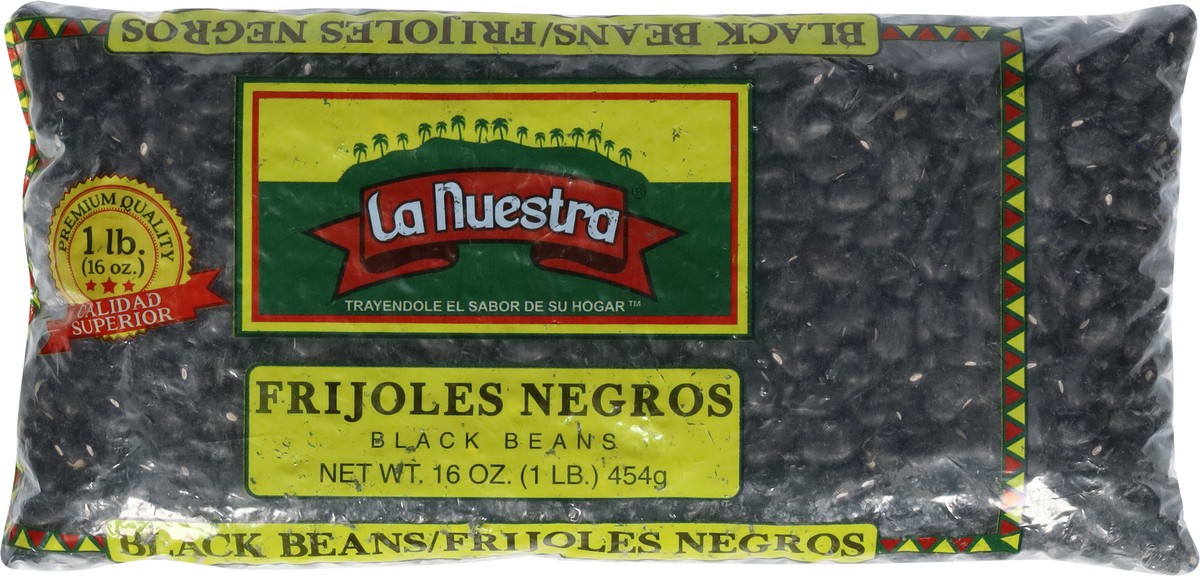 BLACK BEANS/FRIJOLES NEGROS
La Nuestra®
TRAYENDOLE EL SABOR DE SU HOGAR™
PREMIUM QUALITY
1 lb.
(16 oz.)
CALIDAD
SUPERIOR
FRIJOLES NEGROS
BLACK BEANS
NET WT. 16 OZ. (1 LB.) 454g
BLACK BEANS/FRIJOLES NEGROS